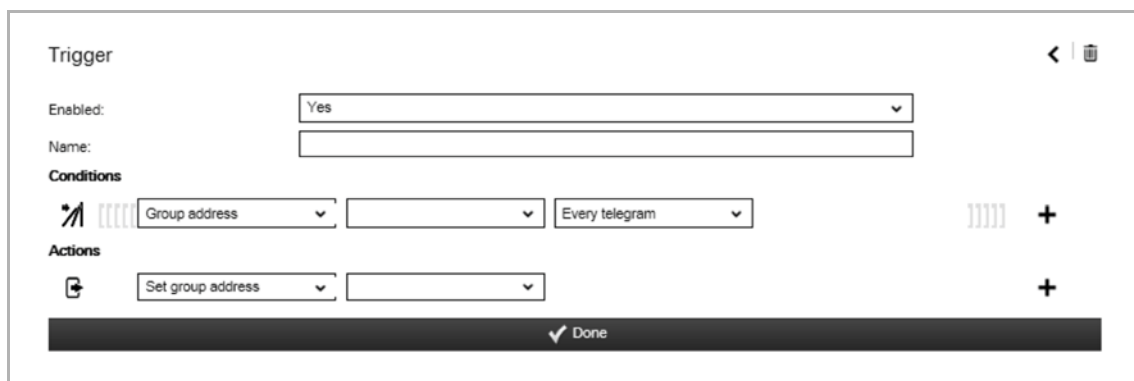 Trigger
Enabled: Yes
Name:
Conditions
[[[[[ Group address Every telegram ]]]]] +
Actions
Set group address +
Done